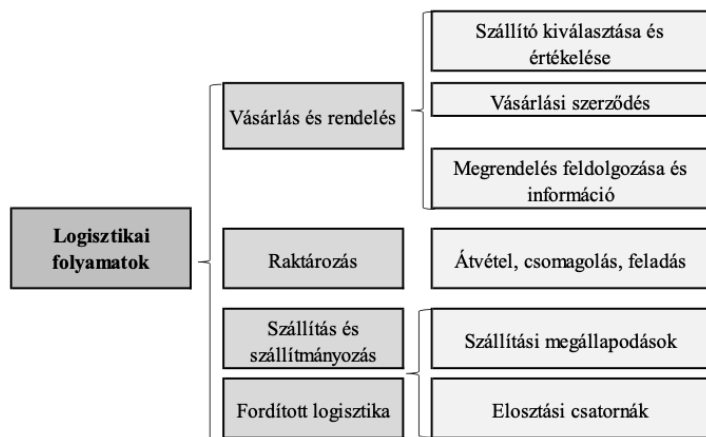 Logisztikai
folyamatok
Vásárlás és rendelés
Szállító kiválasztása és
értékelése
Vásárlási szerződés
Megrendelés feldolgozása és
információ
Raktározás
Átvétel, csomagolás, feladás
Szállítás és
szállítmányozás
Fordított logisztika
Szállítási megállapodások
Elosztási csatornák